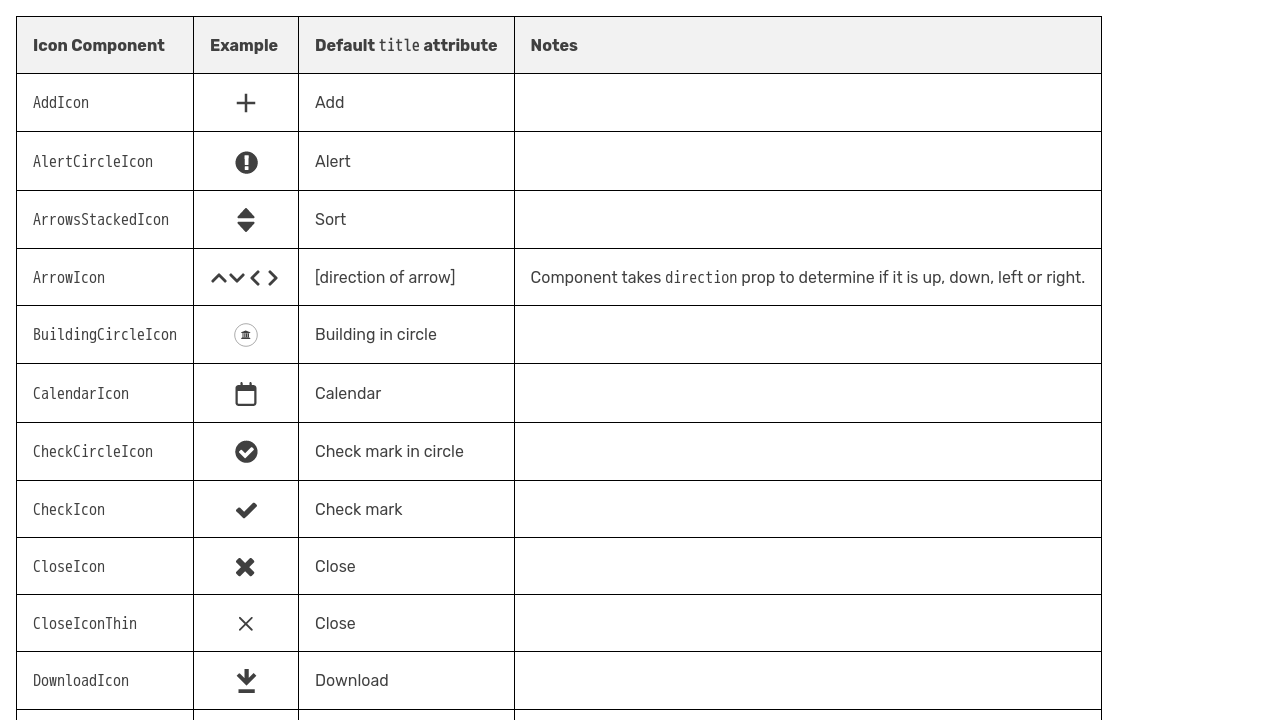 Icon Component Example Default title attribute Notes
AddIcon Add
AlertCircleIcon Alert
ArrowsStackedIcon Sort
ArrowIcon [direction of arrow] Component takes direction prop to determine if it is up, down, left or right.
BuildingCircleIcon Building in circle
CalendarIcon Calendar
CheckCircleIcon Check mark in circle
CheckIcon Check mark
CloseIcon Close
CloseIconThin Close
DownloadIcon Download